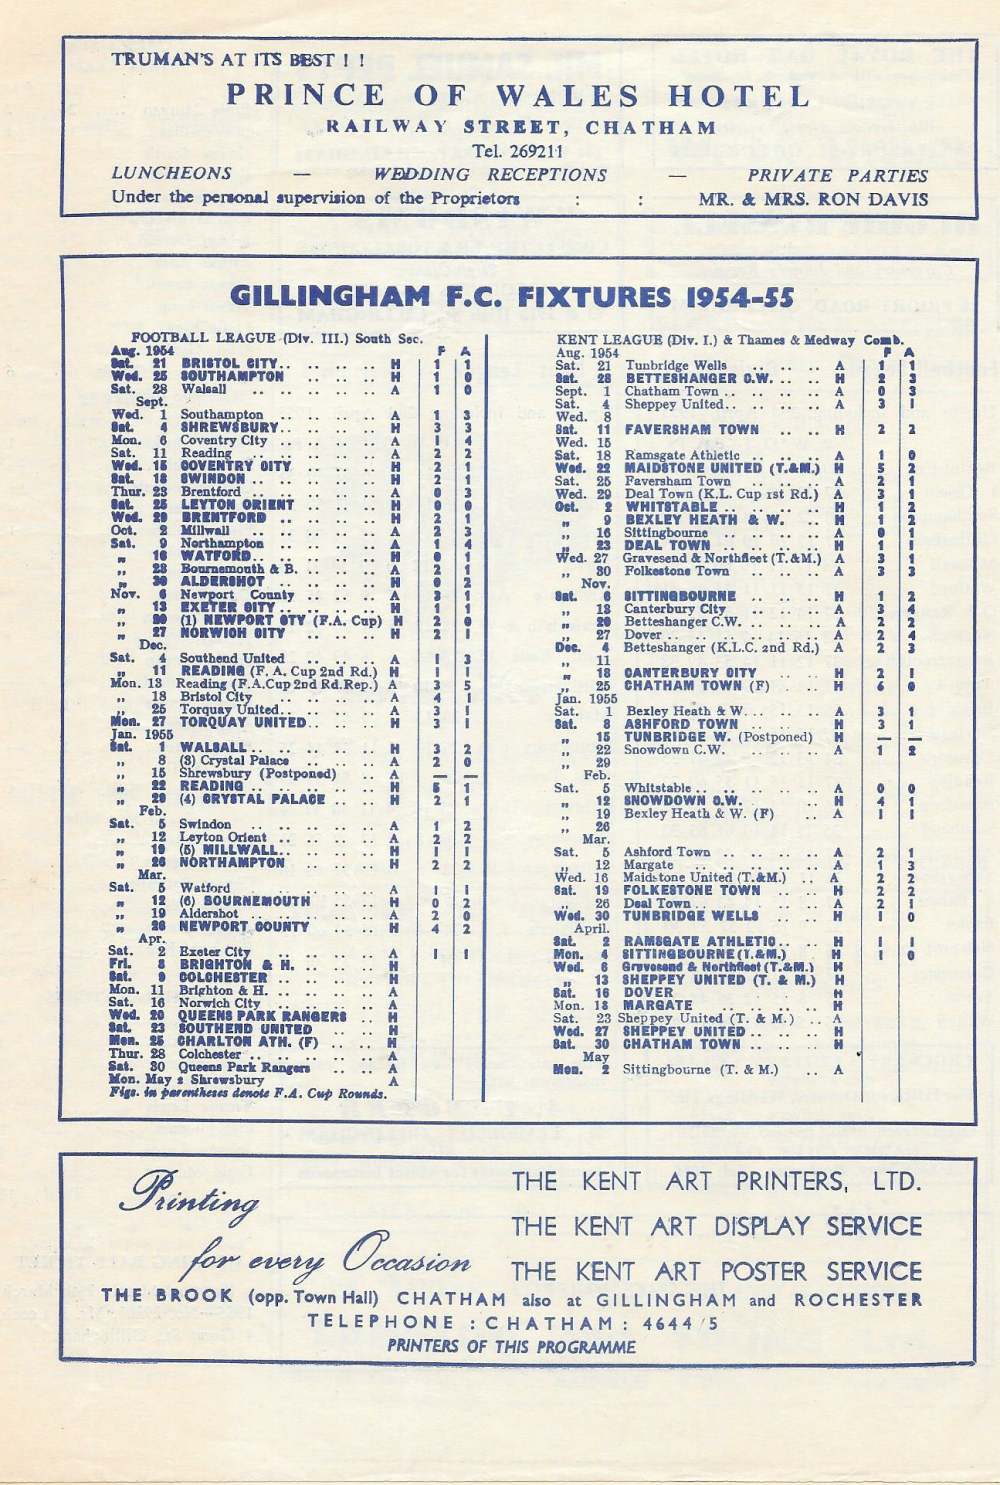 TRUMAN'S AT ITS BEST ! !
PRINCE OF WALES HOTEL
RAILWAY STREET, CHATHAM
Tel. 269211
LUNCHEONS — WEDDING RECEPTIONS — PRIVATE PARTIES
Under the personal supervision of the Proprietors : : MR. & MRS. RON DAVIS
GILLINGHAM F.C. FIXTURES 1954-55
FOOTBALL LEAGUE (Div. III.) South Sec.
Aug. 1954 F A
Sat. 21 BRISTOL CITY.. .. .. H 1 1
Wed. 25 SOUTHAMPTON .. .. H 1 0
Sat. 28 Walsall .. .. .. .. A 1 0
Sept.
Wed. 1 Southampton .. .. .. A 1 3
Sat. 4 SHREWSBURY.. .. .. H 3 3
Mon. 6 Coventry City .. .. .. A 1 4
Sat. 11 Reading .. .. .. .. A 2 2
Wed. 15 COVENTRY CITY .. .. H 2 1
Sat. 18 SWINDON .. .. .. .. H 2 1
Thur. 23 Brentford .. .. .. .. A 0 3
Sat. 25 LEYTON ORIENT .. .. H 0 0
Wed. 29 BRENTFORD .. .. .. H 2 1
Oct. 2 Millwall .. .. .. .. A 2 3
Sat. 9 Northampton .. .. .. A 1 4
„ 16 WATFORD.. .. .. .. H 0 1
„ 23 Bournemouth & B. .. .. .. A 2 1
„ 30 ALDERSHOT .. .. .. H 0 2
Nov. 6 Newport County .. .. .. A 3 1
„ 13 EXETER CITY.. .. .. H 1 1
„ 20 (1) NEWPORT CTY (F.A. Cup) H 2 0
„ 27 NORWICH CITY .. .. H 2 1
Dec.
Sat. 4 Southend United .. .. .. A 1 3
„ 11 READING (F. A. Cup 2nd Rd.) H 1 1
Mon. 13 Reading (F.A.Cup 2nd Rd.Rep.) A 3 5
„ 18 Bristol City .. .. .. A 4 1
„ 25 Torquay United.. .. .. A 3 1
Mon. 27 TORQUAY UNITED.. .. H 3 1
Jan. 1955
Sat. 1 WALSALL.. .. .. .. H 3 2
„ 8 (3) Crystal Palace .. .. A 2 0
„ 15 Shrewsbury (Postponed) .. A — —
„ 22 READING .. .. .. .. H 5 1
„ 29 (4) CRYSTAL PALACE .. .. H 2 1
Feb.
Sat. 5 Swindon .. .. .. .. A 1 2
„ 12 Leyton Orient .. .. .. A 2 2
„ 19 (5) MILLWALL.. .. .. H 1 1
„ 26 NORTHAMPTON .. .. H 2 2
Mar.
Sat. 5 Watford .. .. .. .. A 1 1
„ 12 (6) BOURNEMOUTH .. .. H 0 2
„ 19 Aldershot .. .. .. .. A 2 0
„ 26 NEWPORT COUNTY .. .. H 4 2
Apr.
Sat. 2 Exeter City .. .. .. A 1 1
Fri. 8 BRIGHTON & H. .. .. .. H
Sat. 9 COLCHESTER .. .. .. H
Mon. 11 Brighton & H. .. .. .. A
Sat. 16 Norwich City .. .. .. A
Wed. 20 QUEENS PARK RANGERS .. H
Sat. 23 SOUTHEND UNITED .. .. H
Mon. 25 CHARLTON ATH. (F) .. .. H
Thur. 28 Colchester .. .. .. .. A
Sat. 30 Queens Park Rangers .. .. A
Mon. May 2 Shrewsbury A
Figs. in parentheses denote F.A. Cup Rounds.
KENT LEAGUE (Div. I.) & Thames & Medway Comb.
Aug. 1954 F A
Sat. 21 Tunbridge Wells .. .. .. A 1 1
Sat. 28 BETTESHANGER C.W. .. .. H 2 3
Sept. 1 Chatham Town .. .. .. A 0 3
Sat. 4 Sheppey United.. .. .. A 3 1
Wed. 8
Sat. 11 FAVERSHAM TOWN .. .. H 2 2
Wed. 15
Sat. 18 Ramsgate Athletic .. .. A 1 0
Wed. 22 MAIDSTONE UNITED (T.&M.) H 5 2
Sat. 25 Faversham Town .. .. A 2 1
Wed. 29 Deal Town (K.L. Cup 1st Rd.) A 3 1
Oct. 2 WHITSTABLE .. .. .. H 1 2
„ 9 BEXLEY HEATH & W. .. H 1 2
„ 16 Sittingbourne .. .. .. A 0 1
„ 23 DEAL TOWN .. .. .. H 1 1
Wed. 27 Gravesend & Northfleet (T.&M.) A 3 1
„ 30 Folkestone Town .. .. A 3 3
Nov.
Sat. 6 SITTINGBOURNE .. .. H 1 2
„ 13 Canterbury City .. .. A 3 4
„ 20 Betteshanger C.W. .. .. .. A 2 2
„ 27 Dover .. .. .. .. A 2 4
Dec. 4 Betteshanger (K.L.C. 2nd Rd.) A 2 3
„ 11
„ 18 CANTERBURY CITY .. H 2 1
„ 25 CHATHAM TOWN (F) .. H 6 0
Jan. 1955
Sat. 1 Bexley Heath & W... .. .. A 3 1
Sat. 8 ASHFORD TOWN .. .. H 3 1
„ 15 TUNBRIDGE W. (Postponed) H — —
„ 22 Snowdown C.W. .. .. .. A 1 2
„ 29
Feb.
Sat. 5 Whitstable .. .. .. .. A 0 0
„ 12 SNOWDOWN C.W. .. .. H 4 1
„ 19 Bexley Heath & W. (F) .. A 1 1
„ 26
Mar.
Sat. 5 Ashford Town .. .. .. A 2 1
„ 12 Margate .. .. .. .. A 1 3
Wed. 16 Maidstone United (T.&M.) .. A 2 2
Sat. 19 FOLKESTONE TOWN .. H 2 2
„ 26 Deal Town .. .. .. .. A 2 1
Wed. 30 TUNBRIDGE WELLS .. H 1 0
April.
Sat. 2 RAMSGATE ATHLETIC.. .. H 1 1
Mon. 4 SITTINGBOURNE (T.&M.) .. H 1 0
Wed. 6 Gravesend & Northfleet (T.&M.) H
„ 13 SHEPPEY UNITED (T. & M.) H
Sat. 16 DOVER .. .. .. H
Mon. 18 MARGATE .. .. .. H
Sat. 23 Sheppey United (T. & M.) .. A
Wed. 27 SHEPPEY UNITED .. .. H
Sat. 30 CHATHAM TOWN .. .. H
May
Mon. 2 Sittingbourne (T. & M.) .. A
Printing
for every Occasion
THE KENT ART PRINTERS, LTD.
THE KENT ART DISPLAY SERVICE
THE KENT ART POSTER SERVICE
THE BROOK (opp. Town Hall) CHATHAM also at GILLINGHAM and ROCHESTER
TELEPHONE : CHATHAM : 4644/5
PRINTERS OF THIS PROGRAMME